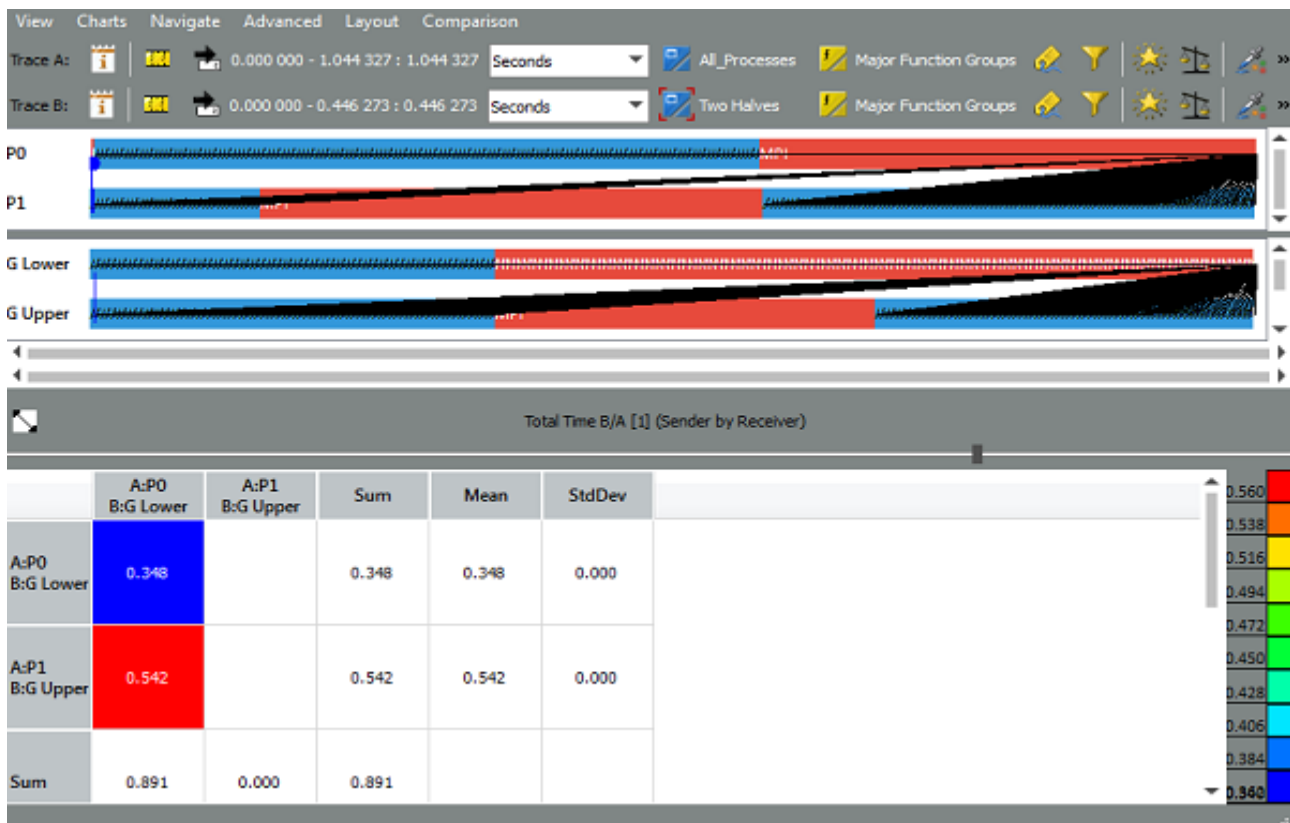 View Charts Navigate Advanced Layout Comparison
Trace A: 0.000 000 - 1.044 327 : 1.044 327 Seconds All_Processes Major Function Groups »
Trace B: 0.000 000 - 0.446 273 : 0.446 273 Seconds Two Halves Major Function Groups »
P0 MPI
P1
G Lower
G Upper MPI
Total Time B/A [1] (Sender by Receiver)
A:P0 A:P1 Sum Mean StdDev
B:G Lower B:G Upper
A:P0
B:G Lower 0.348 0.348 0.348 0.000
A:P1
B:G Upper 0.542 0.542 0.542 0.000
Sum 0.891 0.000 0.891
0.560
0.538
0.516
0.494
0.472
0.450
0.428
0.406
0.384